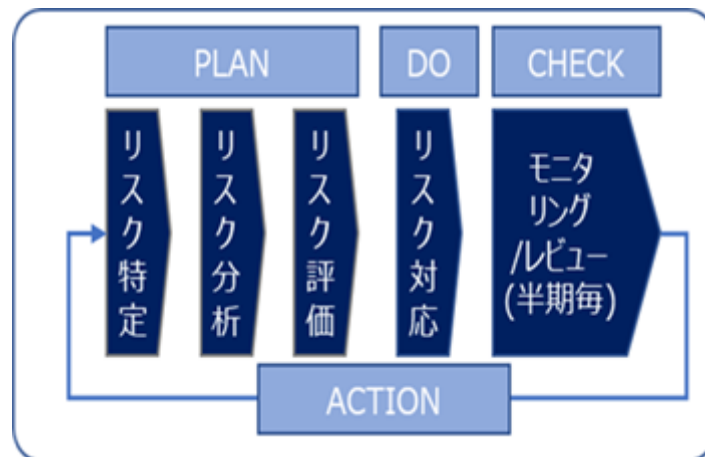 PLAN
DO
CHECK
リスク特定
リスク分析
リスク評価
リスク対応
モニタ
リング
/レビュー
(半期毎)
ACTION